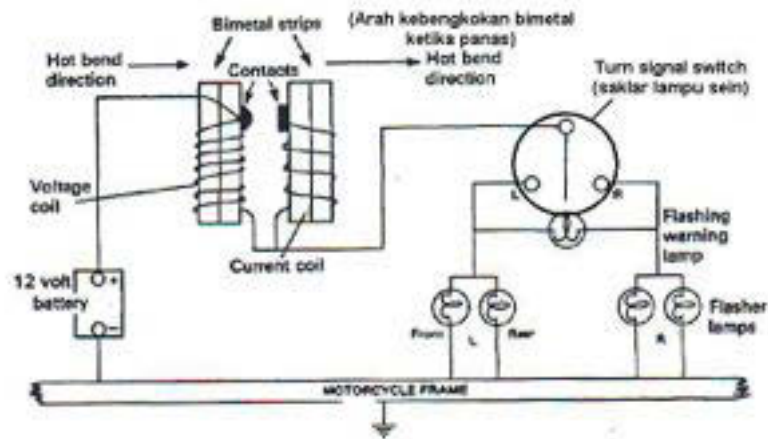 Bimetal strips
(Arah kebengkokan bimetal
ketika panas)
Hot bend
direction
Hot bend
direction
Contacts
Turn signal switch
(saklar lampu sein)
Voltage
coil
L
R
Flashing
warning
lamp
Current coil
12 volt
battery
+
−
Front
L
Rear
R
Flasher
lamps
MOTORCYCLE FRAME